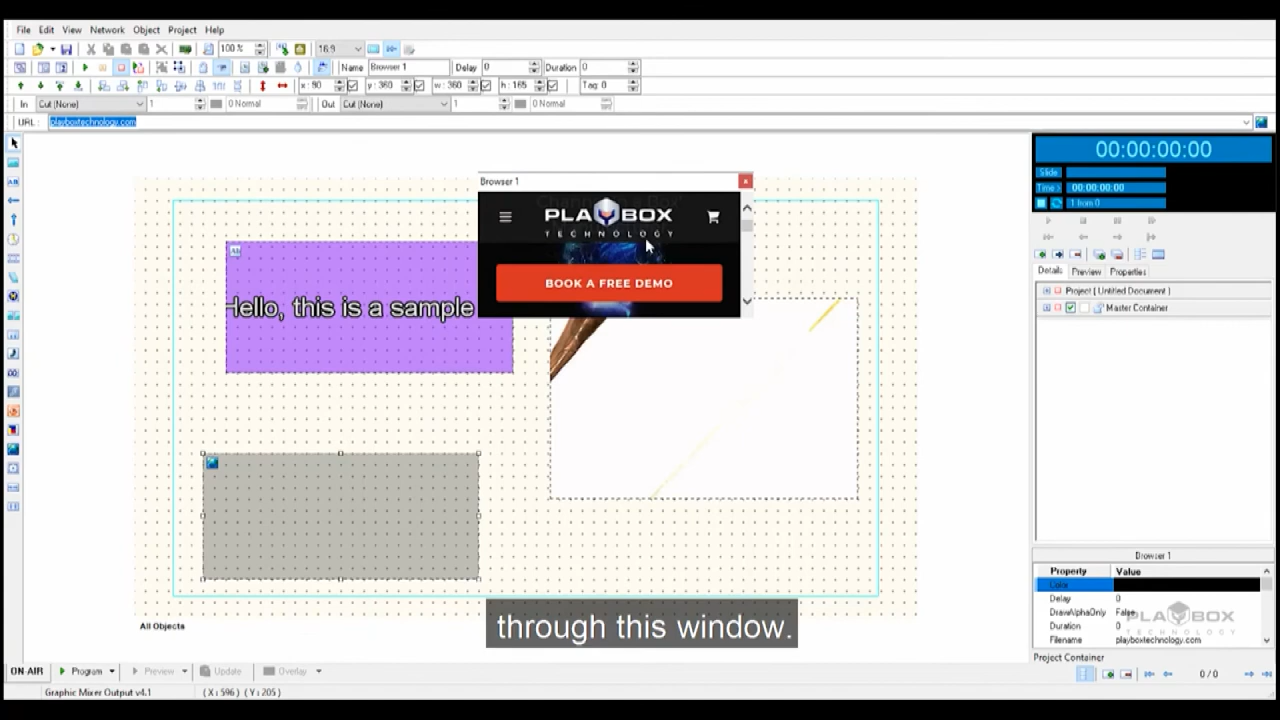 File Edit View Network Object Project Help
100 % 16:9
Name Browser 1 Delay 0 Duration 0
x : 90 y : 360 w : 360 h : 165 Tag: 0
In Cut (None) 1 0 Normal Out Cut (None) 1 0 Normal
URL : playboxtechnology.com
00:00:00:00
Slide
Time > 00:00:00:00
1 from 0
Browser 1
PLAYBOX
TECHNOLOGY
BOOK A FREE DEMO
Hello, this is a sample
Details Preview Properties
Project ( Untitled Document )
Master Container
Browser 1
Property Value
Color
Delay 0
DrawAlphaOnly False
Duration 0
Filename playboxtechnology.com
PLAYBOX
TECHNOLOGY
through this window.
All Objects
Project Container
0 / 0
ON-AIR Program Preview Update Overlay
Graphic Mixer Output v4.1 ( X : 596 ) ( Y : 205 )